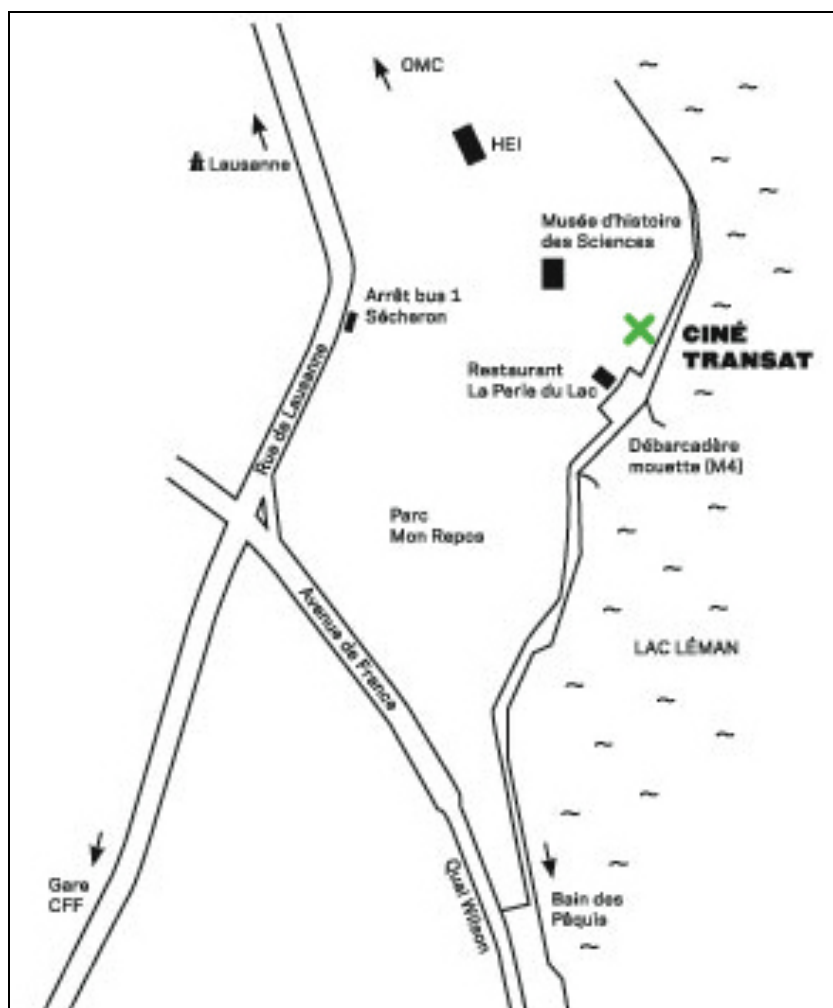 OMC
HEI
Lausanne
Musée d'histoire
des Sciences
Arrêt bus 1
Sécheron
CINÉ
TRANSAT
Restaurant
La Perle du Lac
Rue de Lausanne
Débarcadère
mouette (M4)
Parc
Mon Repos
Avenue de France
LAC LÉMAN
Gare
CFF
Quai Wilson
Bain des
Pâquis